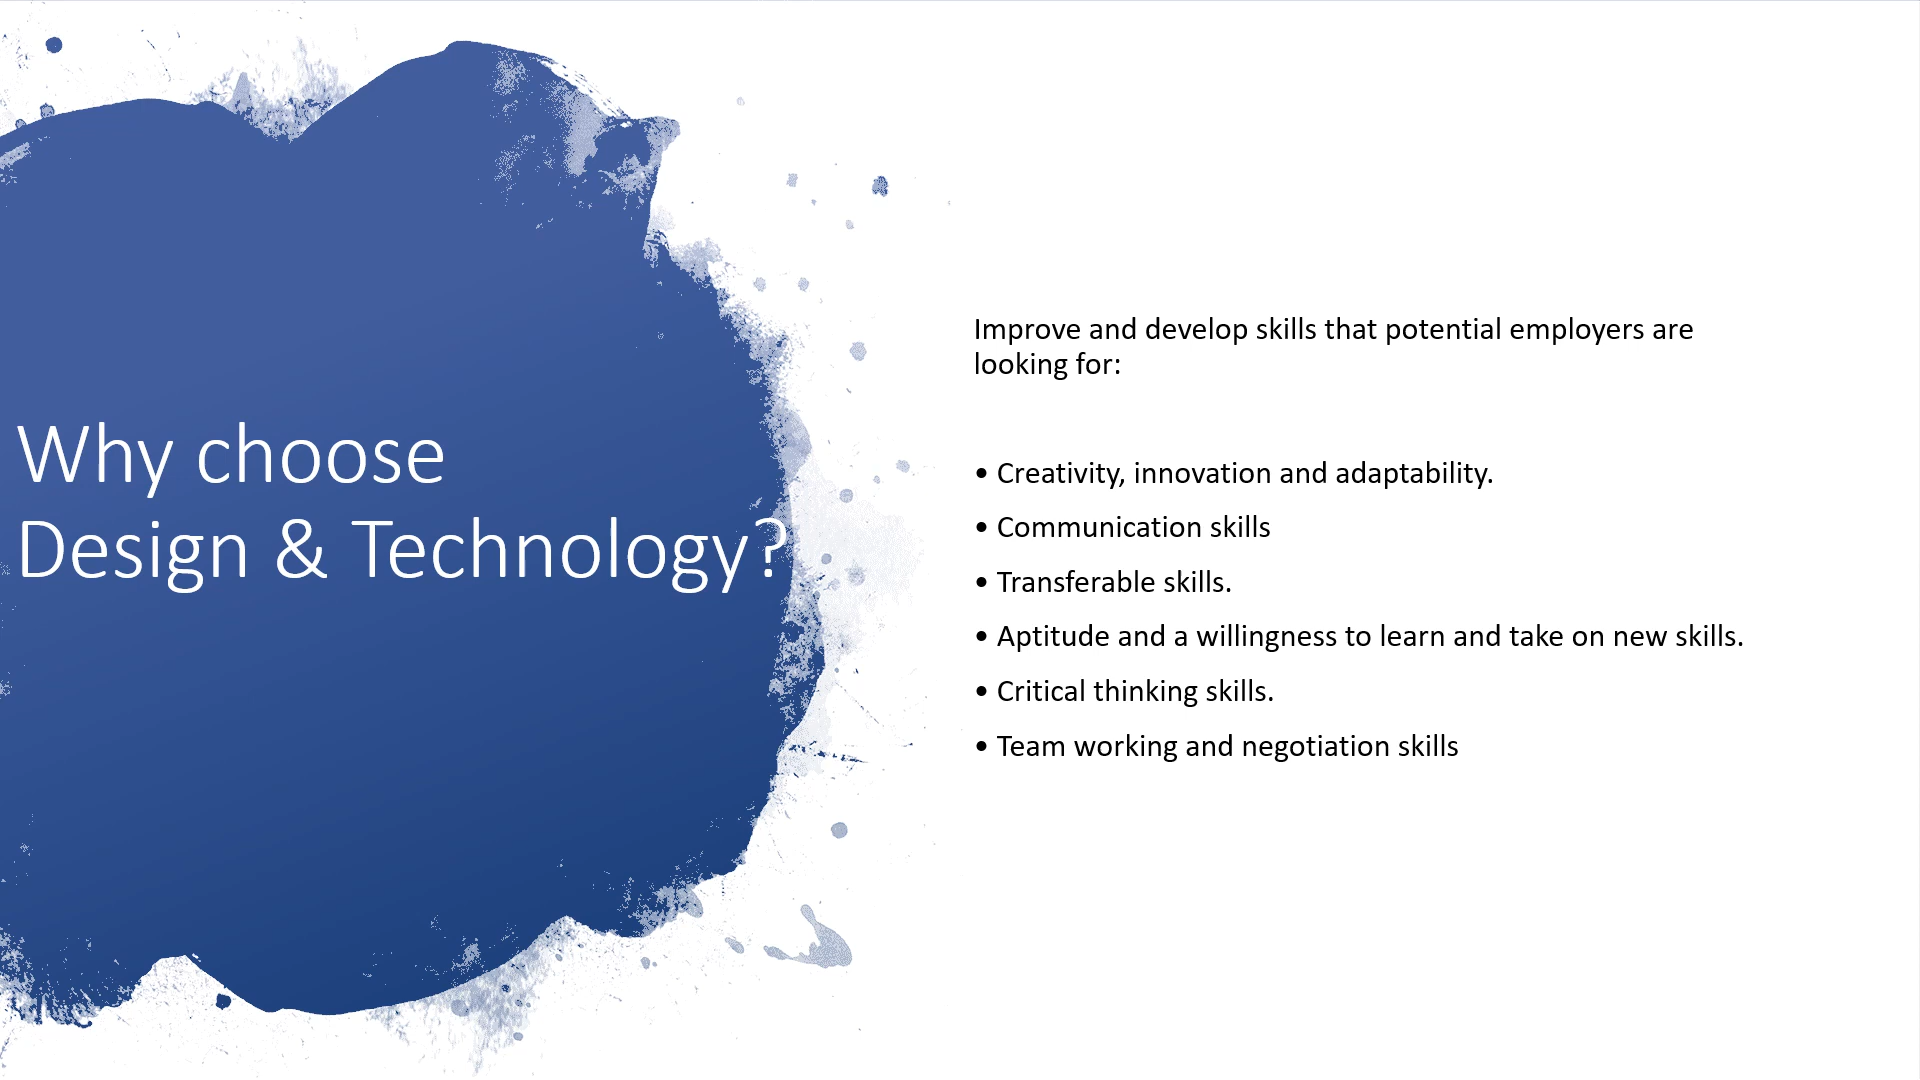 Why choose
Design & Technology?
Improve and develop skills that potential employers are
looking for:
• Creativity, innovation and adaptability.
• Communication skills
• Transferable skills.
• Aptitude and a willingness to learn and take on new skills.
• Critical thinking skills.
• Team working and negotiation skills